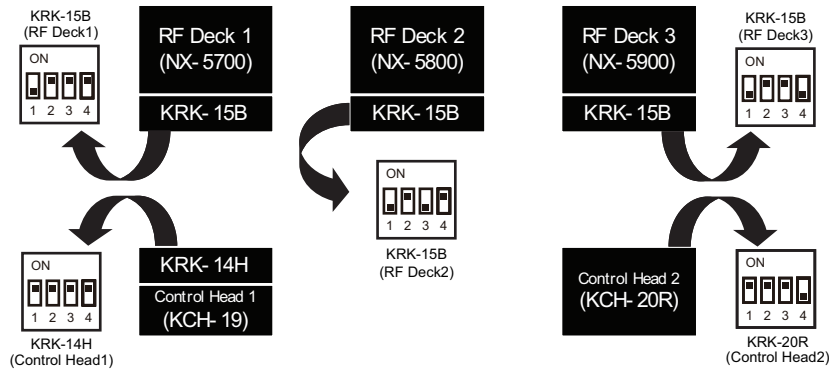 KRK-15B
(RF Deck1)
ON
1 2 3 4
RF Deck 1
(NX- 5700)
KRK- 15B
RF Deck 2
(NX- 5800)
KRK- 15B
RF Deck 3
(NX- 5900)
KRK- 15B
KRK-15B
(RF Deck3)
ON
1 2 3 4
ON
1 2 3 4
KRK-15B
(RF Deck2)
ON
1 2 3 4
KRK-14H
(Control Head1)
KRK- 14H
Control Head 1
(KCH- 19)
Control Head 2
(KCH- 20R)
ON
1 2 3 4
KRK-20R
(Control Head2)